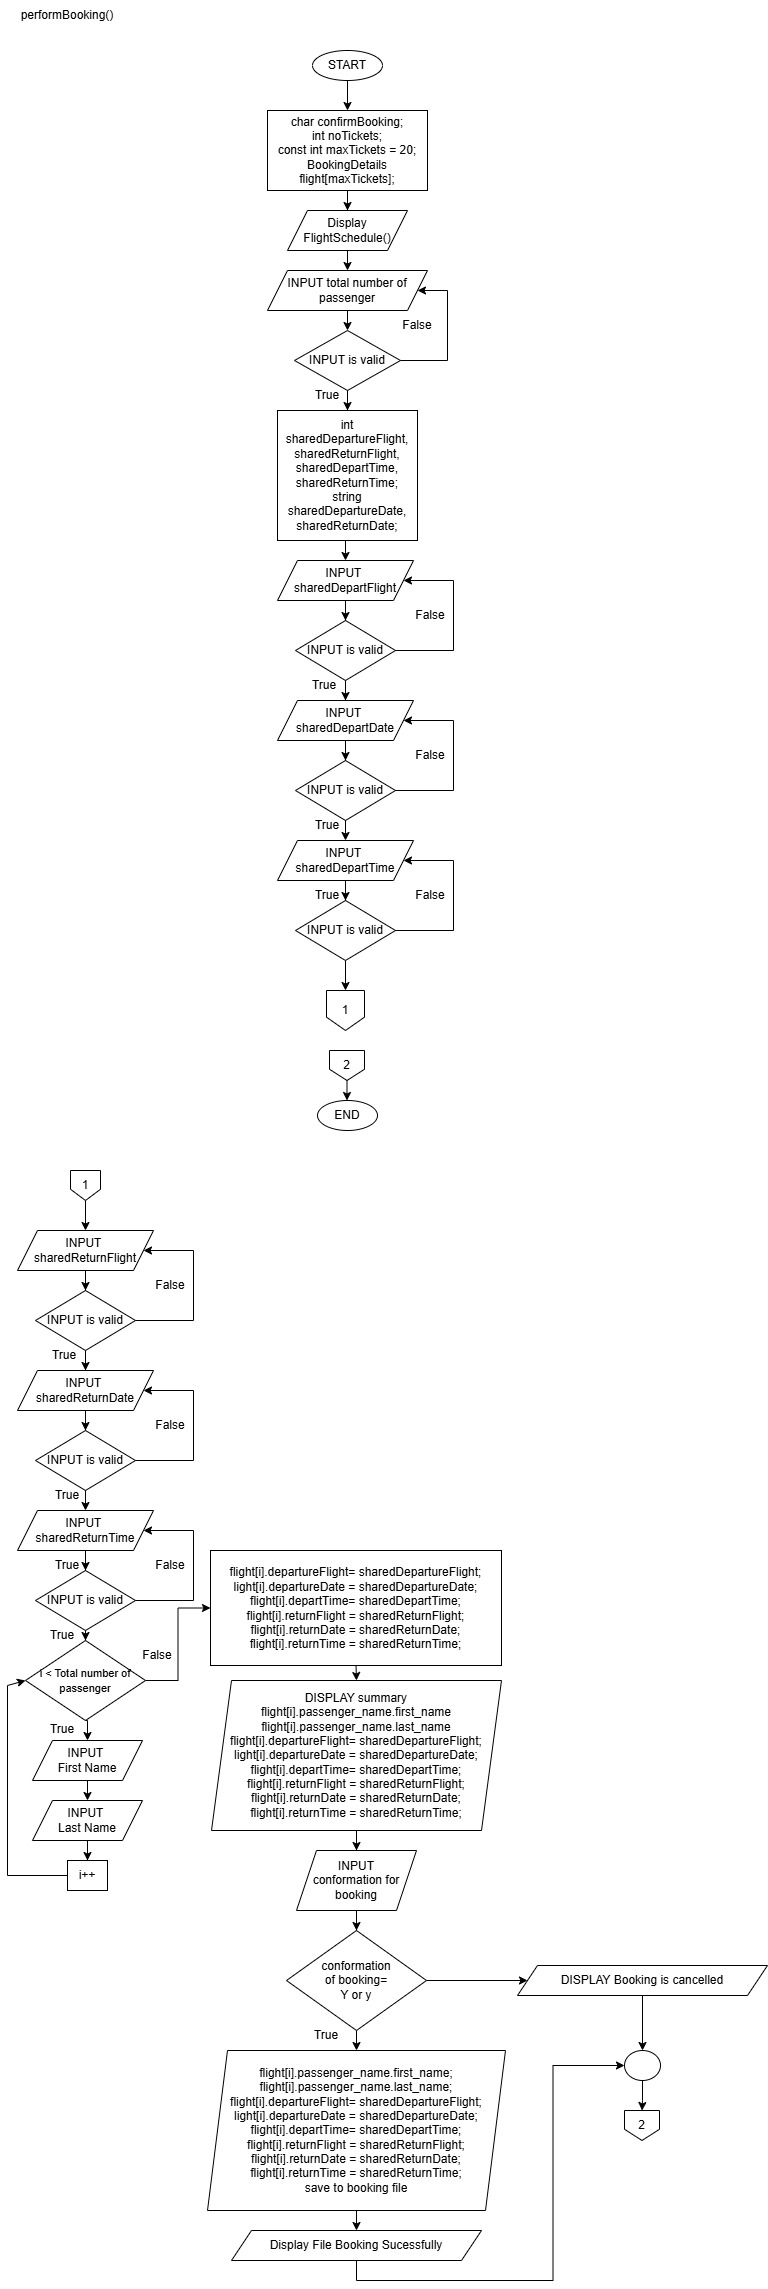 performBooking()
START
char confirmBooking;
int noTickets;
const int maxTickets = 20;
BookingDetails
flight[maxTickets];
Display
FlightSchedule()
INPUT total number of
passenger
False
INPUT is valid
True
int
sharedDepartureFlight,
sharedReturnFlight,
sharedDepartTime,
sharedReturnTime;
string
sharedDepartureDate,
sharedReturnDate;
INPUT
sharedDepartFlight
False
INPUT is valid
True
INPUT
sharedDepartDate
False
INPUT is valid
True
INPUT
sharedDepartTime
True
False
INPUT is valid
1
2
END
1
INPUT
sharedReturnFlight
False
INPUT is valid
True
INPUT
sharedReturnDate
False
INPUT is valid
True
INPUT
sharedReturnTime
True
False
INPUT is valid
True
False
i < Total number of
passenger
True
INPUT
First Name
INPUT
Last Name
i++
flight[i].departureFlight= sharedDepartureFlight;
light[i].departureDate = sharedDepartureDate;
flight[i].departTime= sharedDepartTime;
flight[i].returnFlight = sharedReturnFlight;
flight[i].returnDate = sharedReturnDate;
flight[i].returnTime = sharedReturnTime;
DISPLAY summary
flight[i].passenger_name.first_name
flight[i].passenger_name.last_name
flight[i].departureFlight= sharedDepartureFlight;
light[i].departureDate = sharedDepartureDate;
flight[i].departTime= sharedDepartTime;
flight[i].returnFlight = sharedReturnFlight;
flight[i].returnDate = sharedReturnDate;
flight[i].returnTime = sharedReturnTime;
INPUT
conformation for
booking
conformation
of booking=
Y or y
DISPLAY Booking is cancelled
True
flight[i].passenger_name.first_name;
flight[i].passenger_name.last_name;
flight[i].departureFlight= sharedDepartureFlight;
light[i].departureDate = sharedDepartureDate;
flight[i].departTime= sharedDepartTime;
flight[i].returnFlight = sharedReturnFlight;
flight[i].returnDate = sharedReturnDate;
flight[i].returnTime = sharedReturnTime;
save to booking file
2
Display File Booking Sucessfully